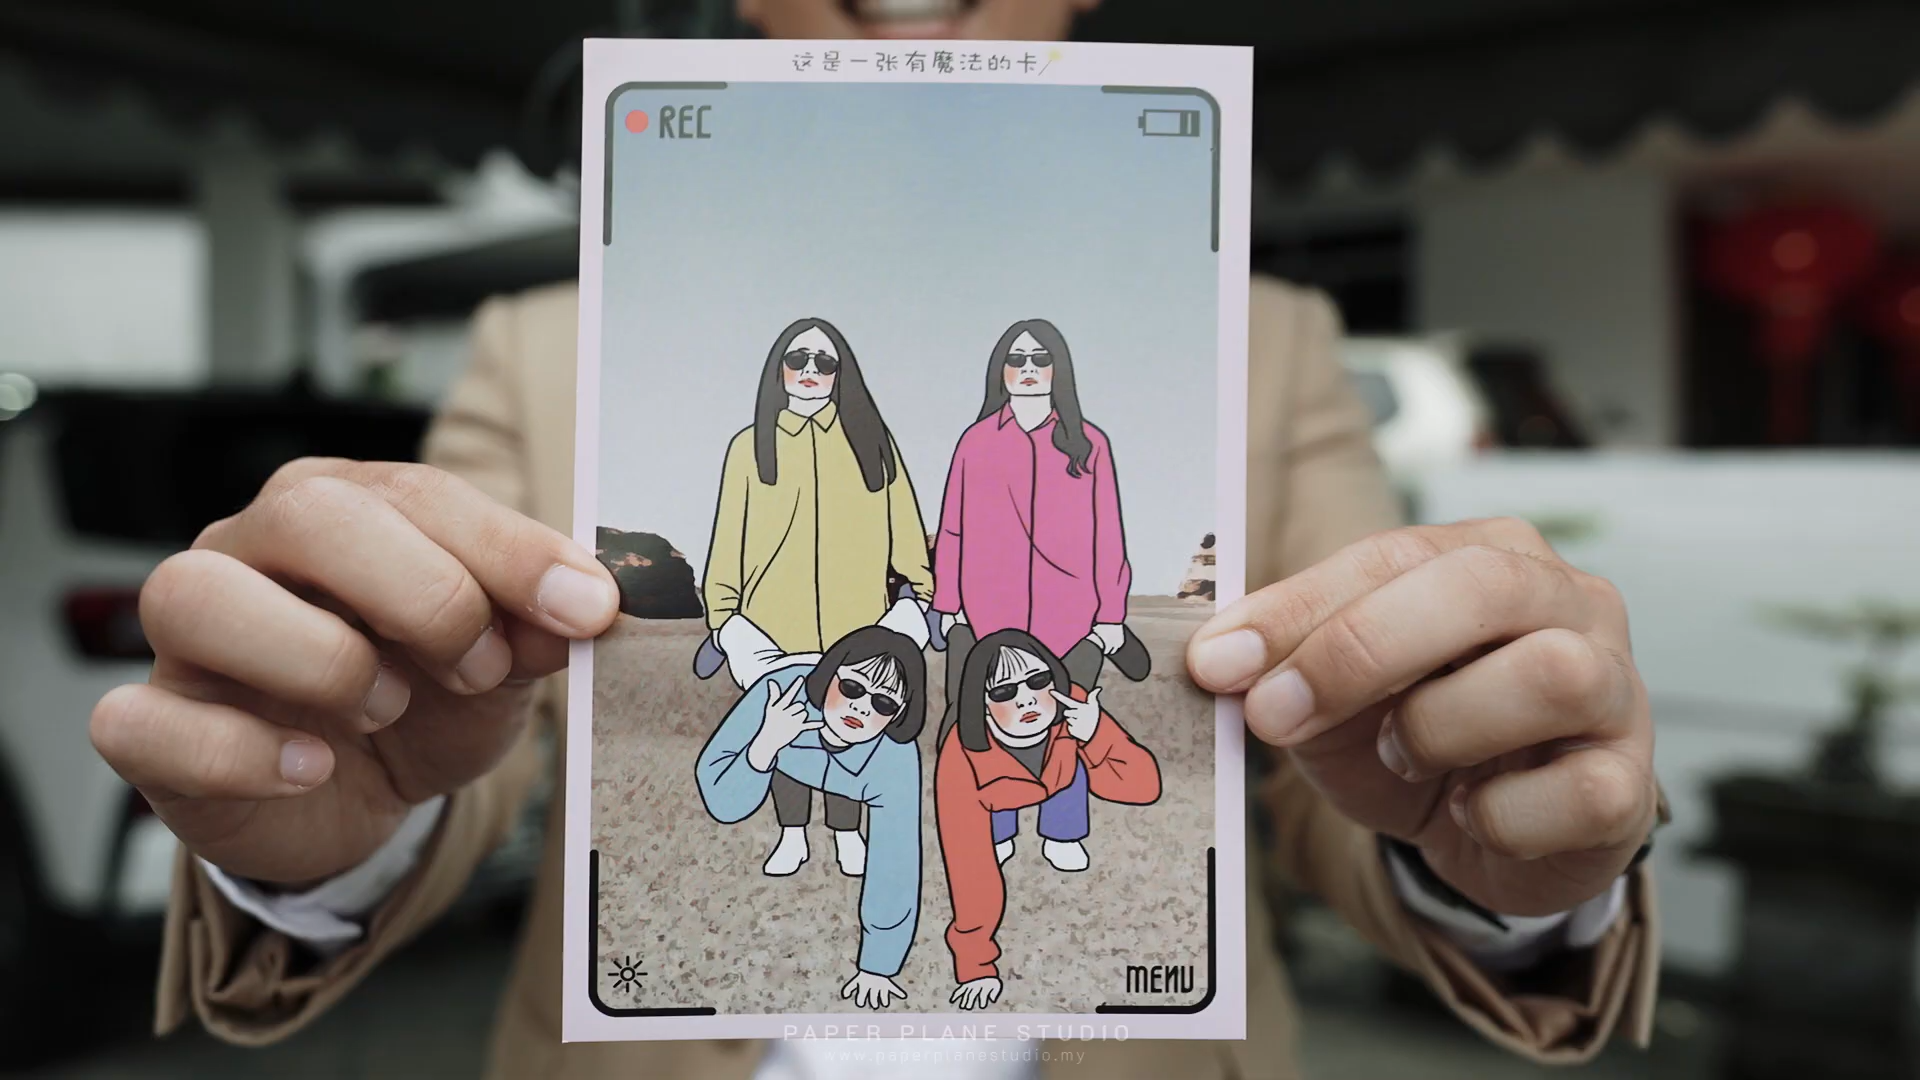 这是一张有魔法的卡
REC
MENU
PAPER PLANE STUDIO
www.paperplanestudio.my